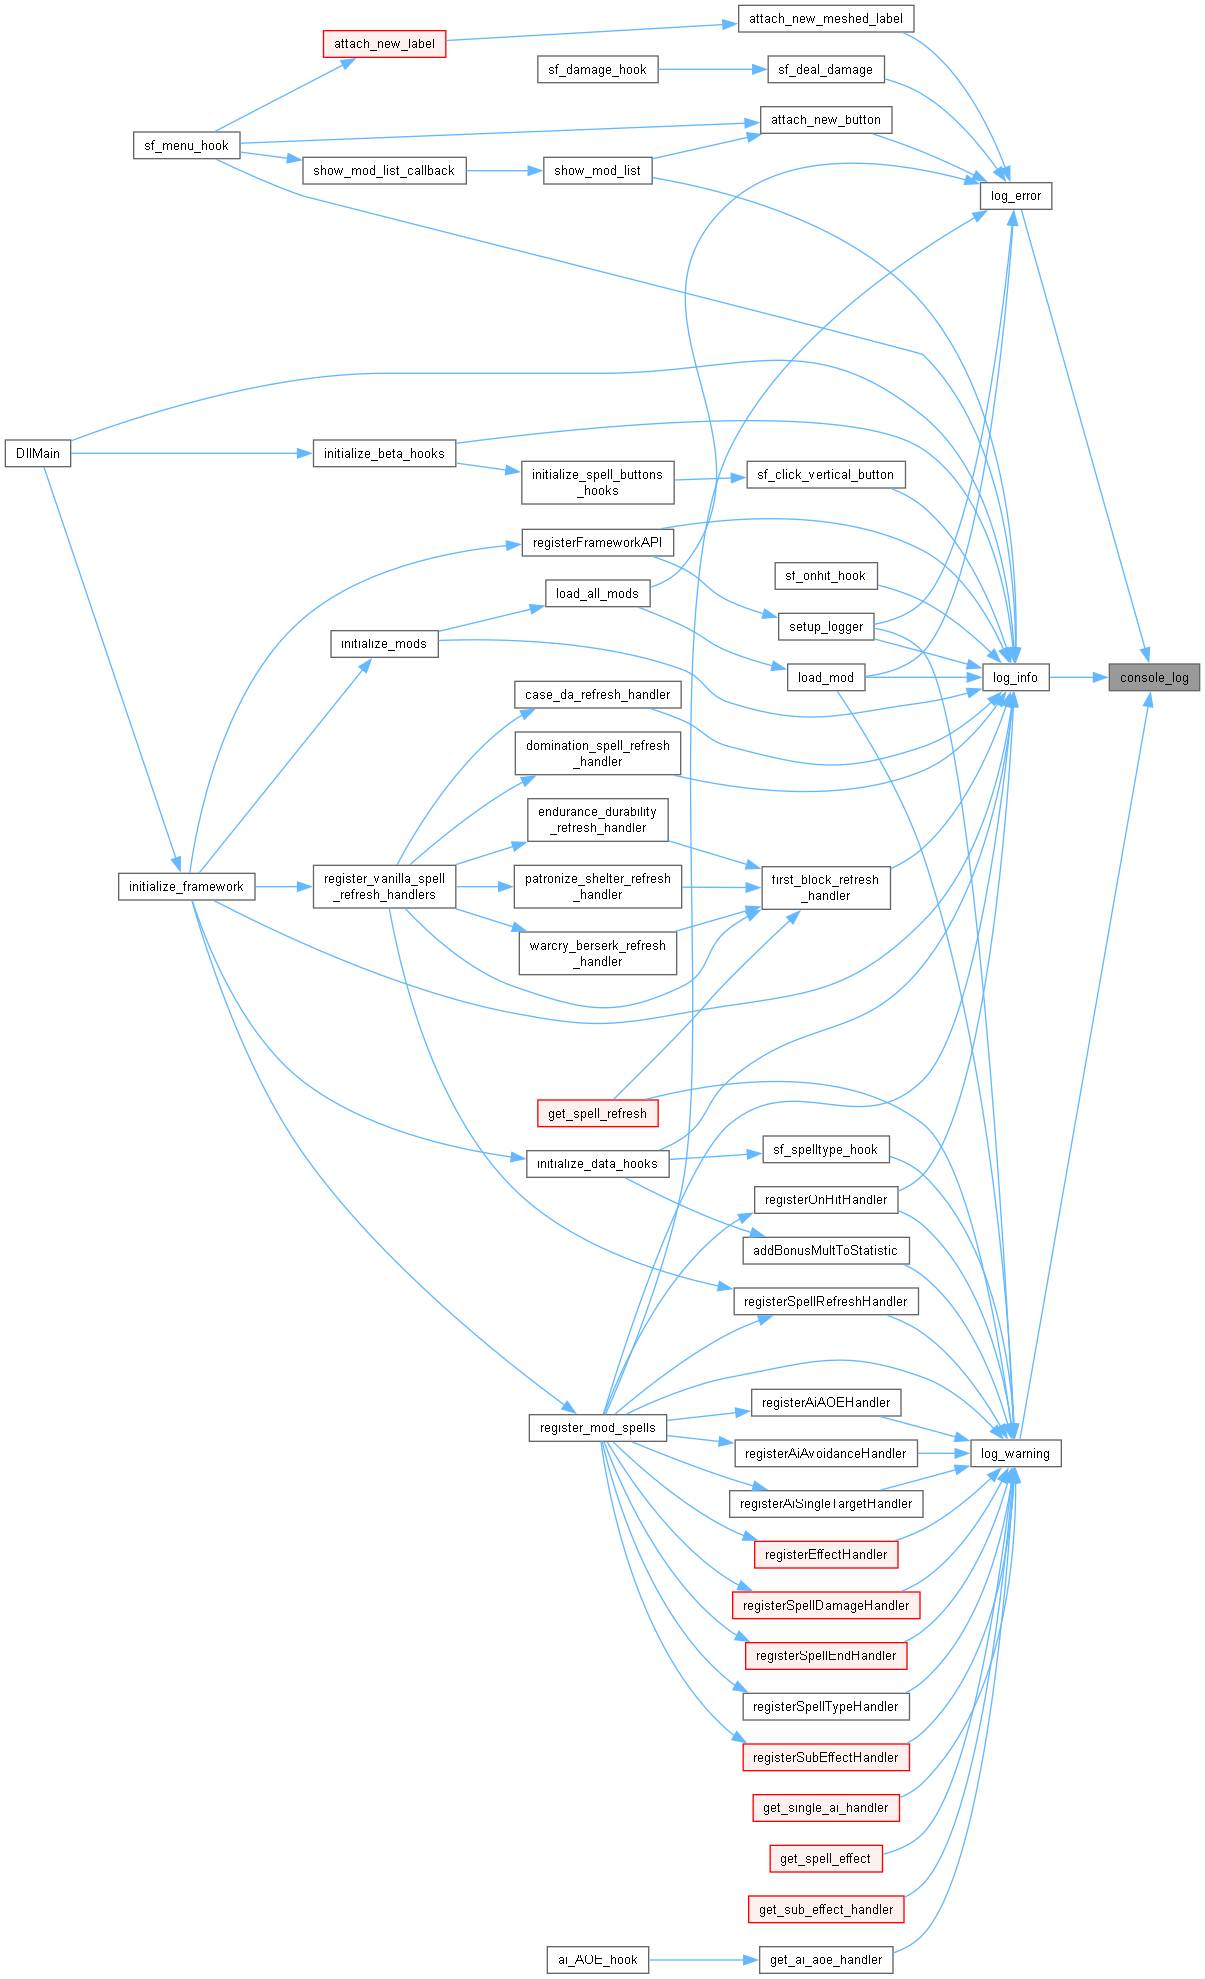 attach_new_meshed_label
attach_new_label
sf_damage_hook
sf_deal_damage
attach_new_button
sf_menu_hook
show_mod_list_callback
show_mod_list
log_error
DllMain
initialize_beta_hooks
initialize_spell_buttons
_hooks
sf_click_vertical_button
registerFrameworkAPI
sf_onhit_hook
load_all_mods
setup_logger
initialize_mods
load_mod
log_info
console_log
case_da_refresh_handler
domination_spell_refresh
_handler
endurance_durability
_refresh_handler
initialize_framework
register_vanilla_spell
_refresh_handlers
patronize_shelter_refresh
_handler
first_block_refresh
_handler
warcry_berserk_refresh
_handler
get_spell_refresh
initialize_data_hooks
sf_spelltype_hook
registerOnHitHandler
addBonusMultToStatistic
registerSpellRefreshHandler
register_mod_spells
registerAiAOEHandler
registerAiAvoidanceHandler
log_warning
registerAiSingleTargetHandler
registerEffectHandler
registerSpellDamageHandler
registerSpellEndHandler
registerSpellTypeHandler
registerSubEffectHandler
get_single_ai_handler
get_spell_effect
get_sub_effect_handler
ai_AOE_hook
get_ai_aoe_handler